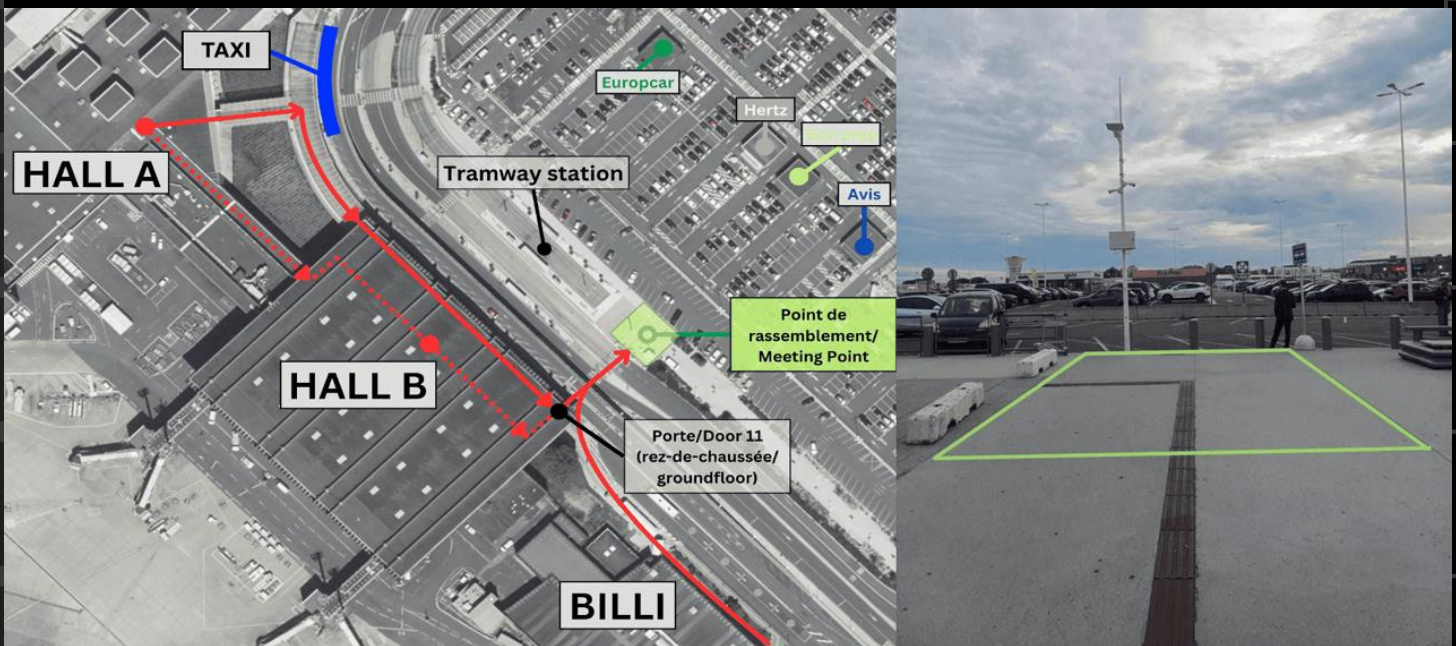 TAXI
Europcar
Hertz
HALL A
Tramway station
Avis
Point de
rassemblement/
Meeting Point
HALL B
Porte/Door 11
(rez-de-chaussée/
groundfloor)
BILLI